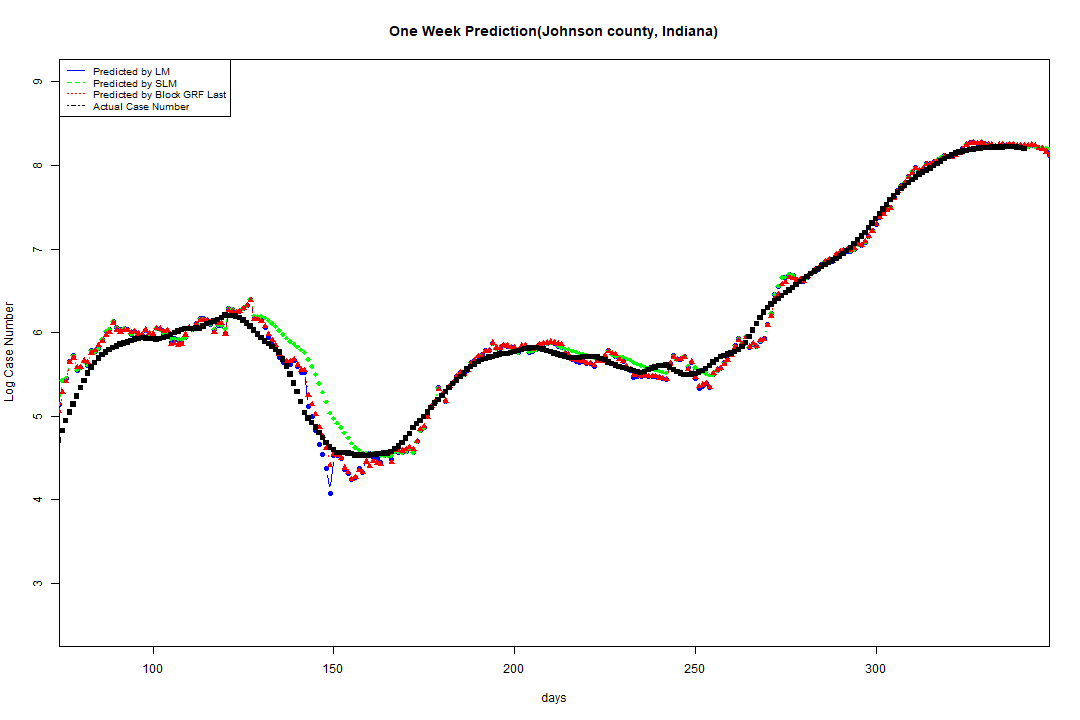 One Week Prediction(Johnson county, Indiana)
Predicted by LM
Predicted by SLM
Predicted by Block GRF Last
Actual Case Number
9
8
7
6
5
4
3
Log Case Number
100 150 200 250 300
days